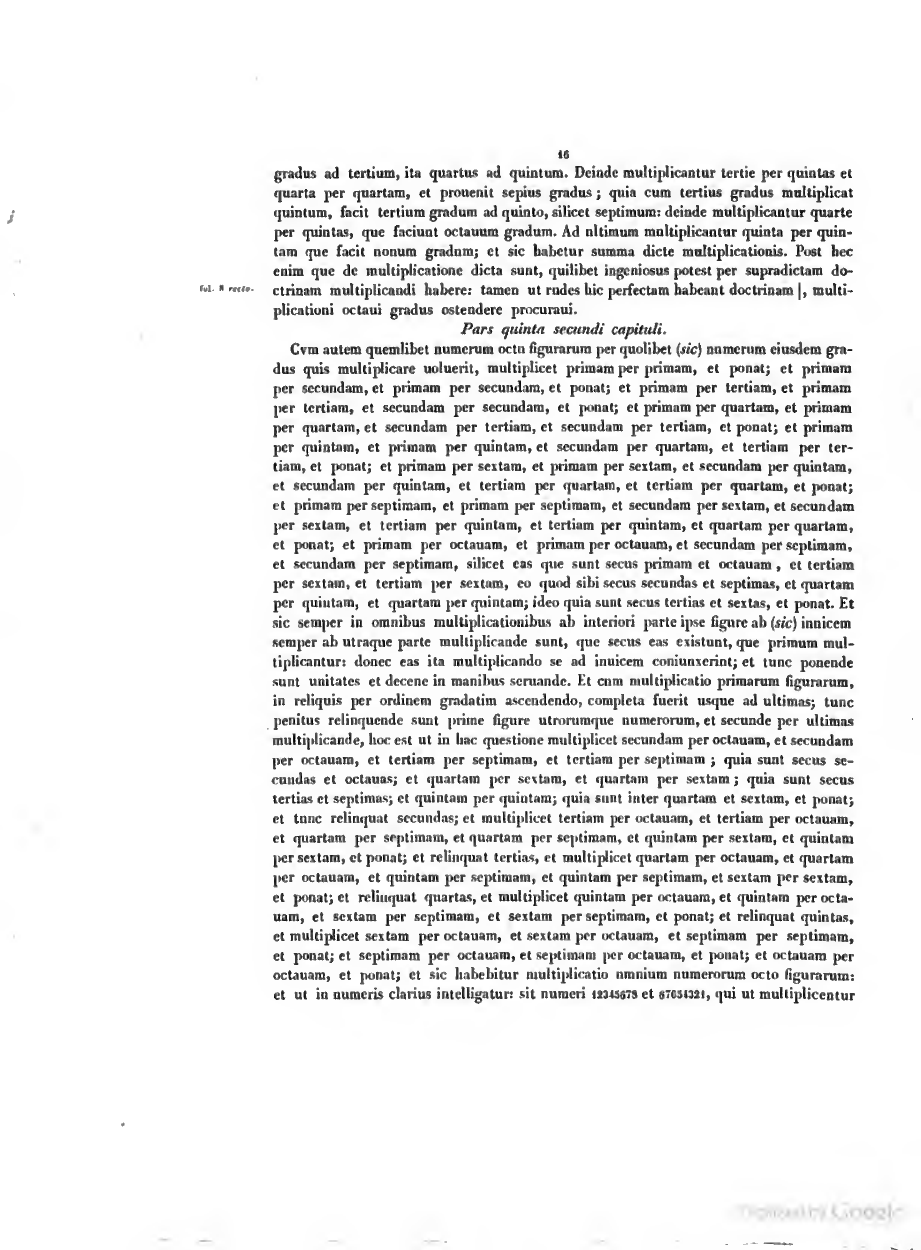 16
gradus ad tertium, ita quartus ad quintum. Deinde multiplicantur tertie per quintas et
quarta per quartam, et prouenit sepius gradus; quia cum tertius gradus multiplicat
quintum, facit tertium gradum ad quinto, silicet septimum: deinde multiplicantur quarte
per quintas, que faciunt octauum gradum. Ad ultimum multiplicantur quinta per quin-
tam que facit nonum gradum; et sic habetur summa dicte multiplicationis. Post hec
enim que de multiplicatione dicta sunt, quilibet ingeniosus potest per supradictam do-
fol. 8 recto.
ctrinam multiplicandi habere: tamen ut rudes hic perfectam habeant doctrinam |, multi-
plicationi octaui gradus ostendere procuraui.
Pars quinta secundi capituli.
Cvm autem quemlibet numerum octo figurarum per quolibet (sic) numerum eiusdem gra-
dus quis multiplicare uoluerit, multiplicet primam per primam, et ponat; et primam
per secundam, et primam per secundam, et ponat; et primam per tertiam, et primam
per tertiam, et secundam per secundam, et ponat; et primam per quartam, et primam
per quartam, et secundam per tertiam, et secundam per tertiam, et ponat; et primam
per quintam, et primam per quintam, et secundam per quartam, et tertiam per ter-
tiam, et ponat; et primam per sextam, et primam per sextam, et secundam per quintam,
et secundam per quintam, et tertiam per quartam, et tertiam per quartam, et ponat;
et primam per septimam, et primam per septimam, et secundam per sextam, et secundam
per sextam, et tertiam per quintam, et tertiam per quintam, et quartam per quartam,
et ponat; et primam per octauam, et primam per octauam, et secundam per septimam,
et secundam per septimam, silicet eas que sunt secus primam et octauam , et tertiam
per sextam, et tertiam per sextam, eo quod sibi secus secundas et septimas, et quartam
per quintam, et quartam per quintam; ideo quia sunt secus tertias et sextas, et ponat. Et
sic semper in omnibus multiplicationibus ab interiori parte ipse figure ab (sic) inuicem
semper ab utraque parte multiplicande sunt, que secus eas existunt, que primum mul-
tiplicantur: donec eas ita multiplicando se ad inuicem coniunxerint; et tunc ponende
sunt unitates et decene in manibus seruande. Et cum multiplicatio primarum figurarum,
in reliquis per ordinem gradatim ascendendo, completa fuerit usque ad ultimas; tunc
penitus relinquende sunt prime figure utrorumque numerorum, et secunde per ultimas
multiplicande, hoc est ut in hac questione multiplicet secundam per octauam, et secundam
per octauam, et tertiam per septimam, et tertiam per septimam ; quia sunt secus se-
cundas et octauas; et quartam per sextam, et quartam per sextam ; quia sunt secus
tertias et septimas; et quintam per quintam; quia sunt inter quartam et sextam, et ponat;
et tunc relinquat secundas; et multiplicet tertiam per octauam, et tertiam per octauam,
et quartam per septimam, et quartam per septimam, et quintam per sextam, et quintam
per sextam, et ponat; et relinquat tertias, et multiplicet quartam per octauam, et quartam
per octauam, et quintam per septimam, et quintam per septimam, et sextam per sextam,
et ponat; et relinquat quartas, et multiplicet quintam per octauam, et quintam per octa-
uam, et sextam per septimam, et sextam per septimam, et ponat; et relinquat quintas,
et multiplicet sextam per octauam, et sextam per octauam, et septimam per septimam,
et ponat; et septimam per octauam, et septimam per octauam, et ponat; et octauam per
octauam, et ponat; et sic habebitur multiplicatio omnium numerorum octo figurarum:
et ut in numeris clarius intelligatur: sit numeri 12345678 et 87654321, qui ut multiplicentur
Digitized by Google